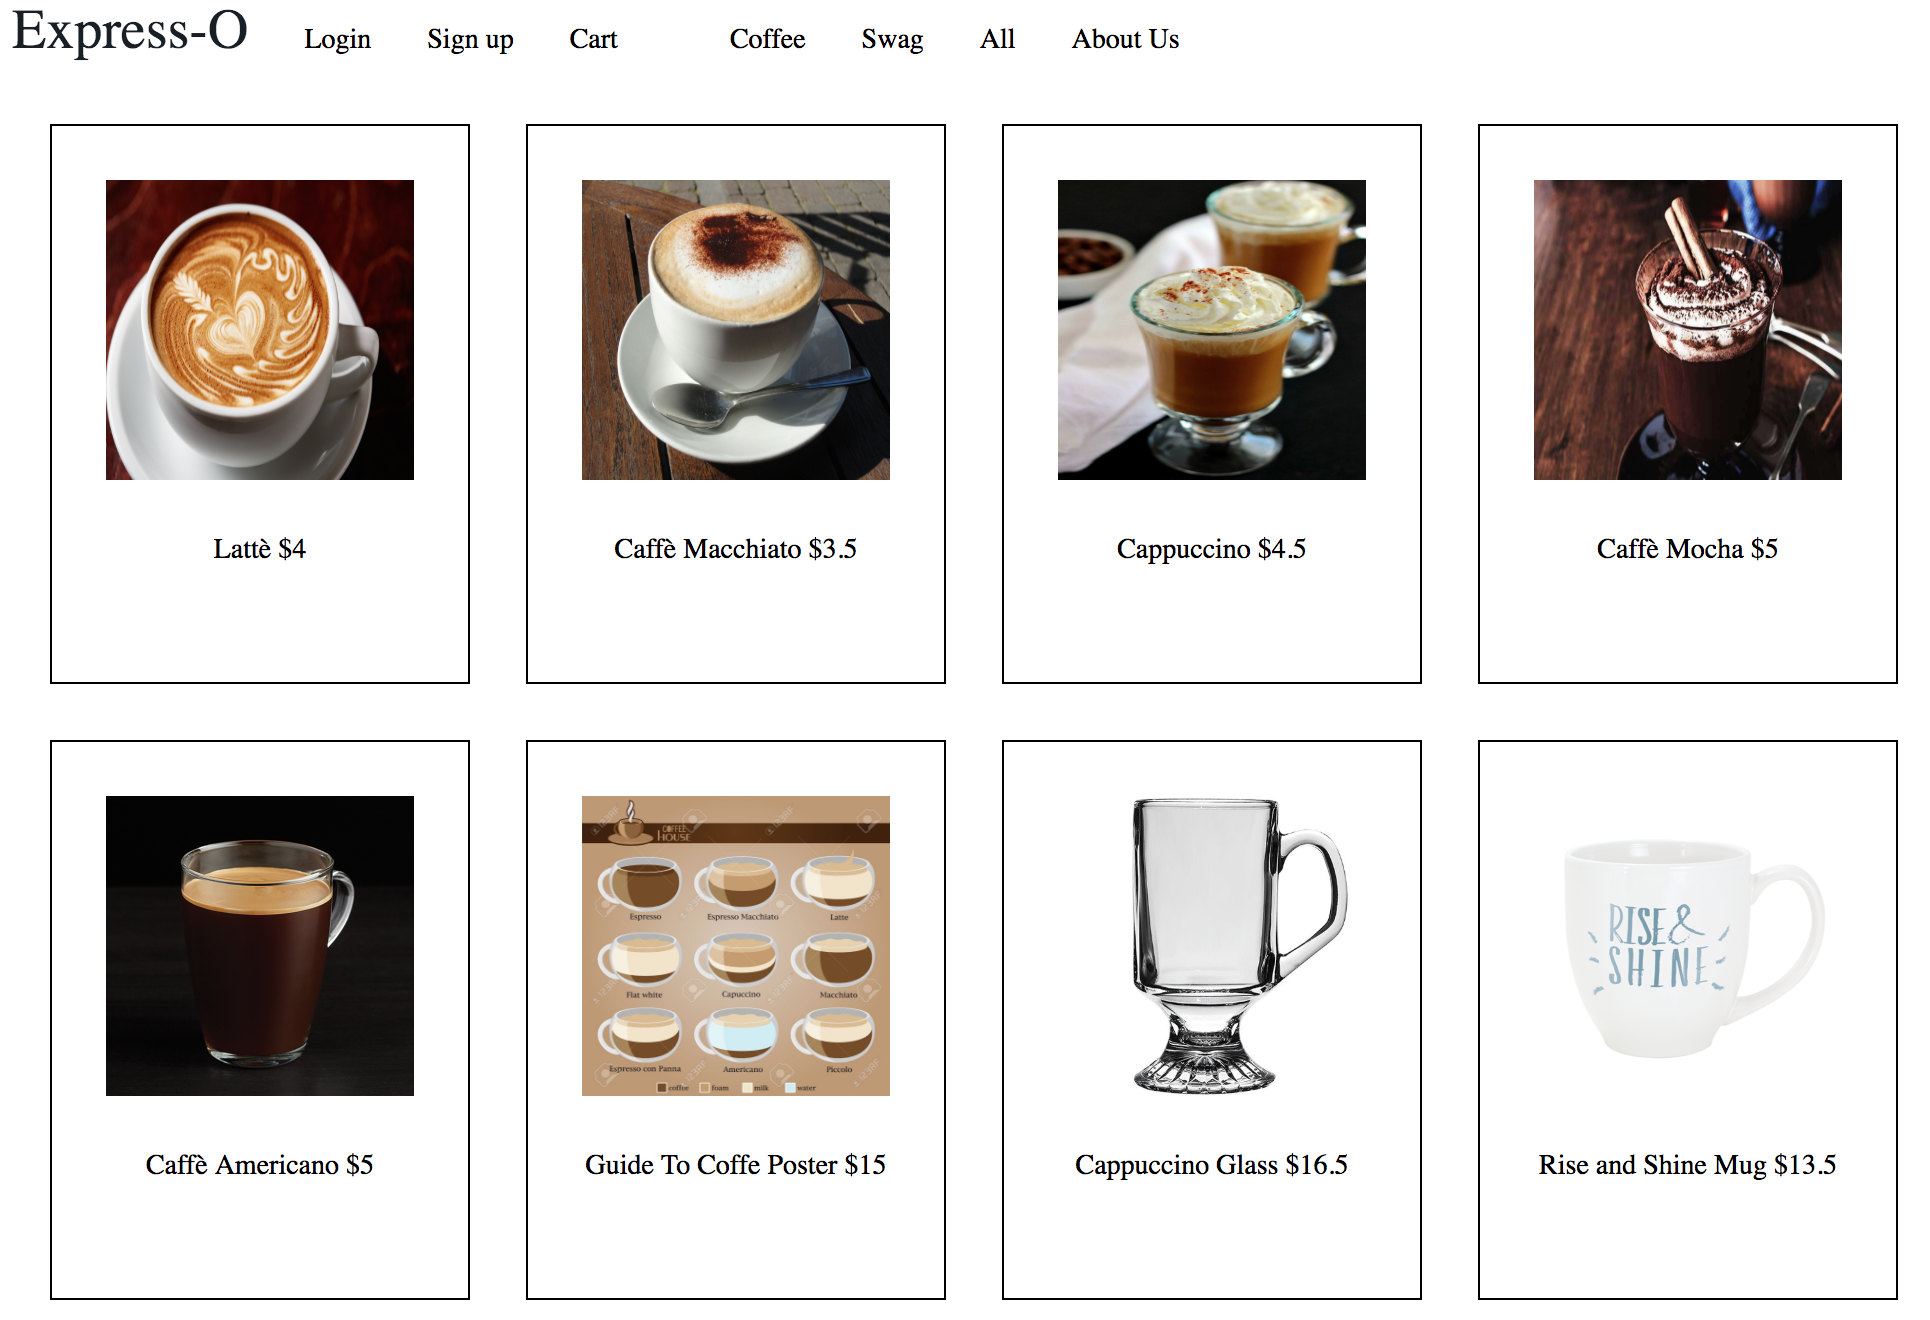 Express-O Login Sign up Cart Coffee Swag All About Us
Lattè $4
Caffè Macchiato $3.5
Cappuccino $4.5
Caffè Mocha $5
COFFEE
HOUSE
Espresso Espresso Macchiato Latte
Flat white Capuccino Macchiato
Espresso con Panna Americano Piccolo
coffee foam milk water
RISE &
SHINE
Caffè Americano $5
Guide To Coffe Poster $15
Cappuccino Glass $16.5
Rise and Shine Mug $13.5